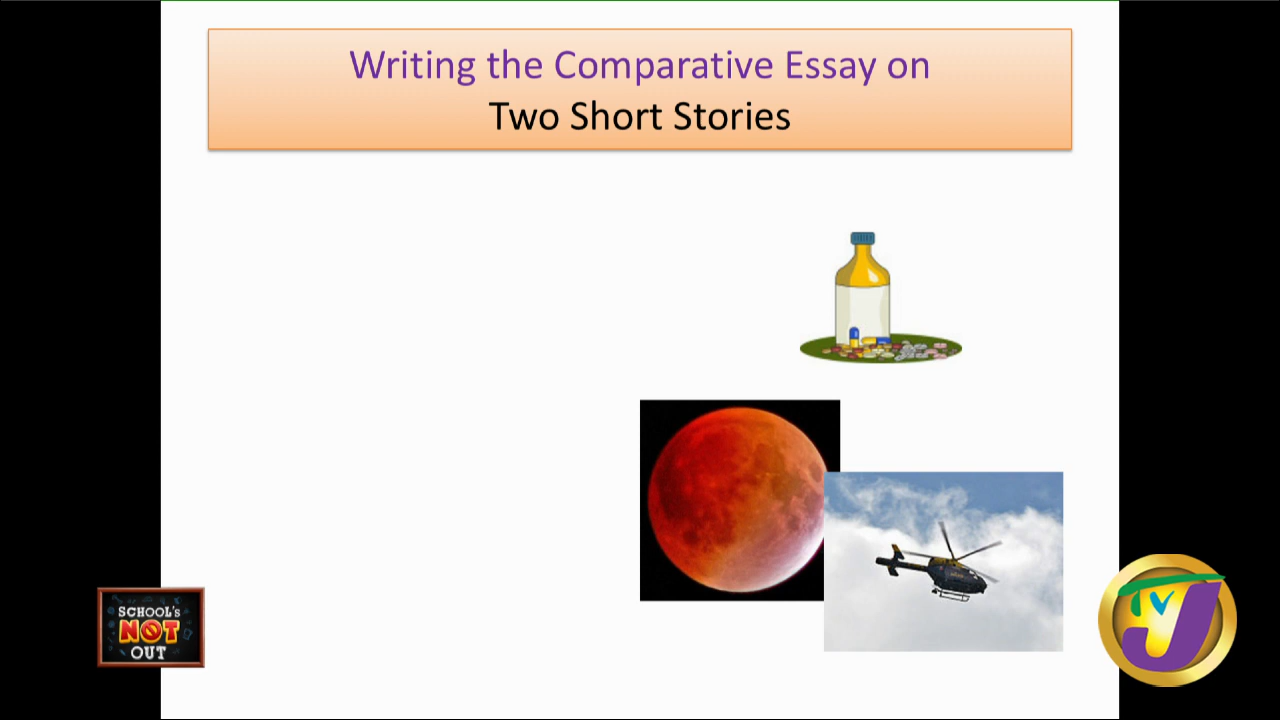 Writing the Comparative Essay on
Two Short Stories
SCHOOL's
NOT
OUT
TVJ